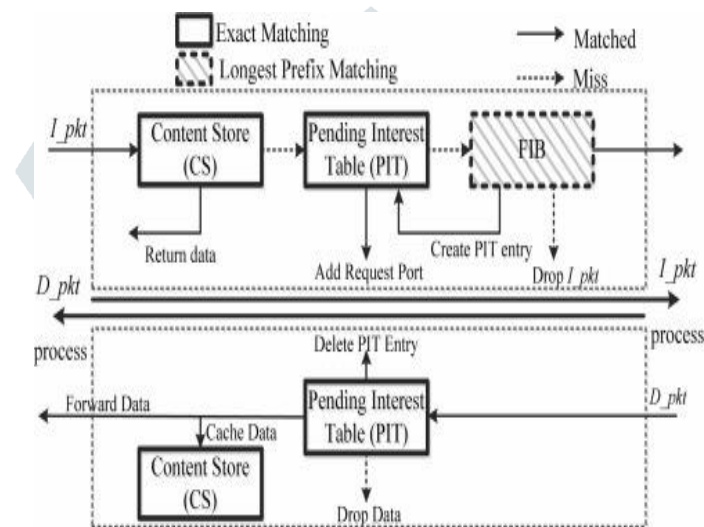 Exact Matching
Matched
Longest Prefix Matching
Miss
I_pkt
Content Store
(CS)
Pending Interest
Table (PIT)
FIB
Return data
Create PIT entry
Add Request Port
Drop I_pkt
D_pkt
I_pkt
process
process
Delete PIT Entry
Forward Data
Pending Interest
Table (PIT)
D_pkt
Cache Data
Content Store
(CS)
Drop Data